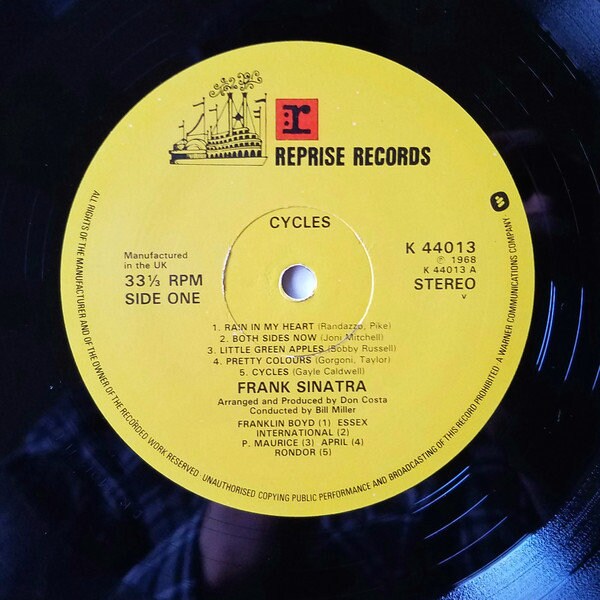 r
REPRISE RECORDS
CYCLES
Manufactured
in the UK
33⅓ RPM
SIDE ONE
K 44013
℗ 1968
K 44013 A
STEREO
V
1. RAIN IN MY HEART (Randazzo, Pike)
2. BOTH SIDES NOW (Joni Mitchell)
3. LITTLE GREEN APPLES (Bobby Russell)
4. PRETTY COLOURS (Gorgoni, Taylor)
5. CYCLES (Gayle Caldwell)
FRANK SINATRA
Arranged and Produced by Don Costa
Conducted by Bill Miller
FRANKLIN BOYD (1) ESSEX
INTERNATIONAL (2)
P. MAURICE (3) APRIL (4)
RONDOR (5)
ALL RIGHTS OF THE MANUFACTURER AND OF THE OWNER OF THE RECORDED WORK RESERVED. UNAUTHORISED COPYING PUBLIC PERFORMANCE AND BROADCASTING OF THIS RECORD PROHIBITED. A WARNER COMMUNICATIONS COMPANY